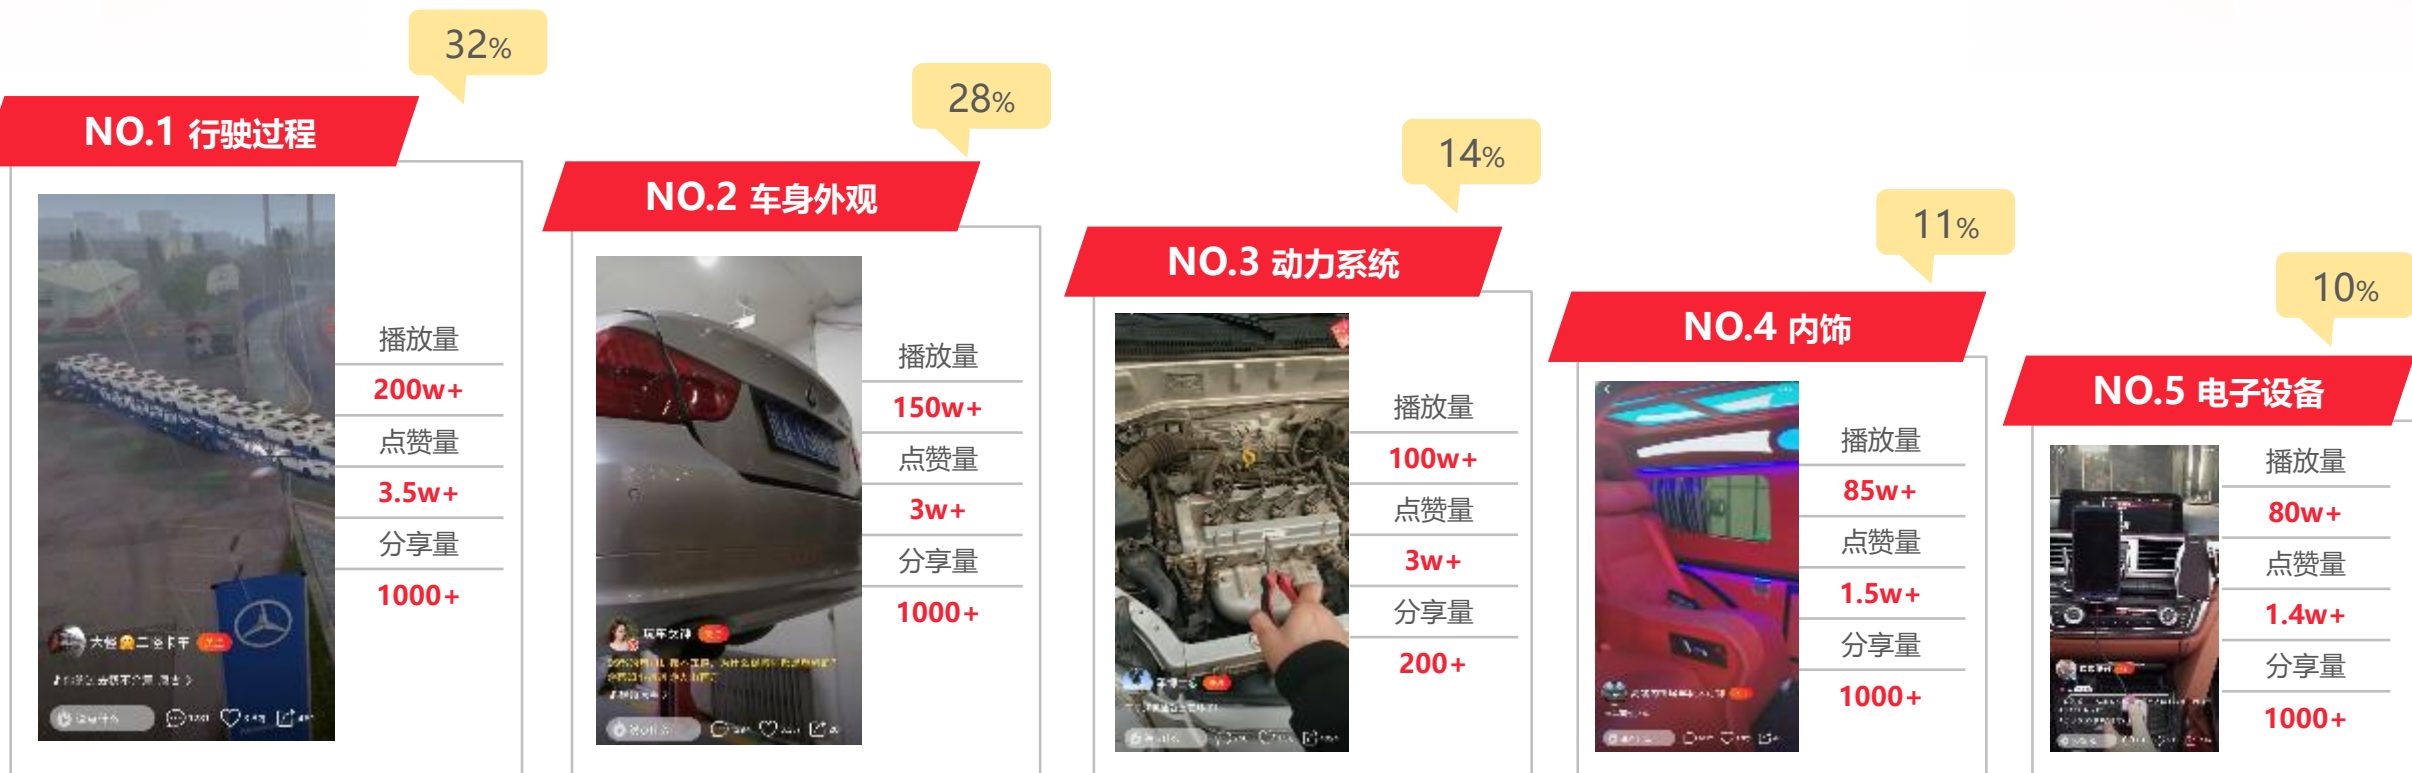 32%
NO.1 行驶过程
播放量
200w+
点赞量
3.5w+
分享量
1000+
28%
NO.2 车身外观
播放量
150w+
点赞量
3w+
分享量
1000+
14%
NO.3 动力系统
播放量
100w+
点赞量
3w+
分享量
200+
11%
NO.4 内饰
播放量
85w+
点赞量
1.5w+
分享量
1000+
10%
NO.5 电子设备
播放量
80w+
点赞量
1.4w+
分享量
1000+